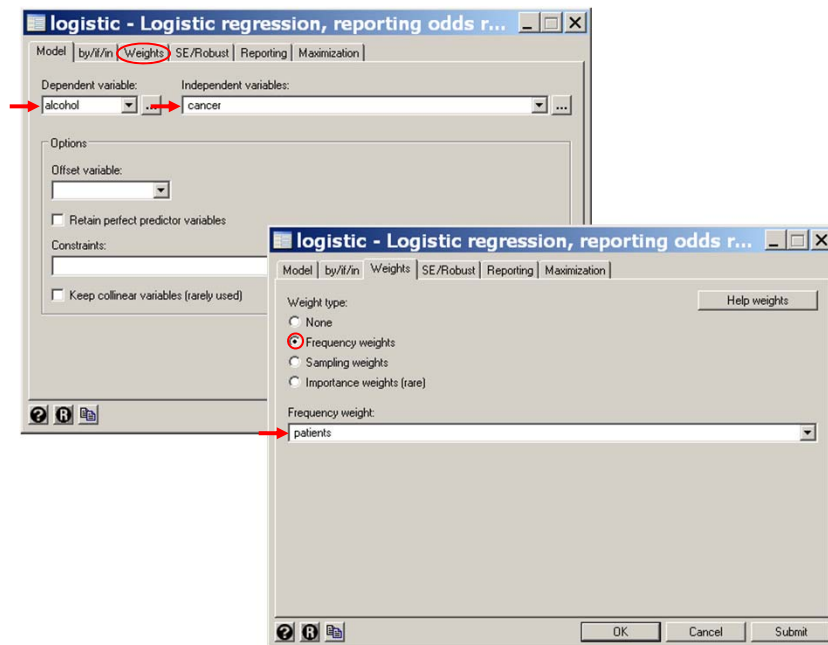 logistic - Logistic regression, reporting odds r...
Model by/if/in Weights SE/Robust Reporting Maximization
Dependent variable: Independent variables:
alcohol ... cancer ...
Options
Offset variable:
Retain perfect predictor variables
Constraints:
Keep collinear variables (rarely used)
logistic - Logistic regression, reporting odds r...
Model by/if/in Weights SE/Robust Reporting Maximization
Weight type: Help weights
None
Frequency weights
Sampling weights
Importance weights (rare)
Frequency weight:
patients
? R
? R OK Cancel Submit